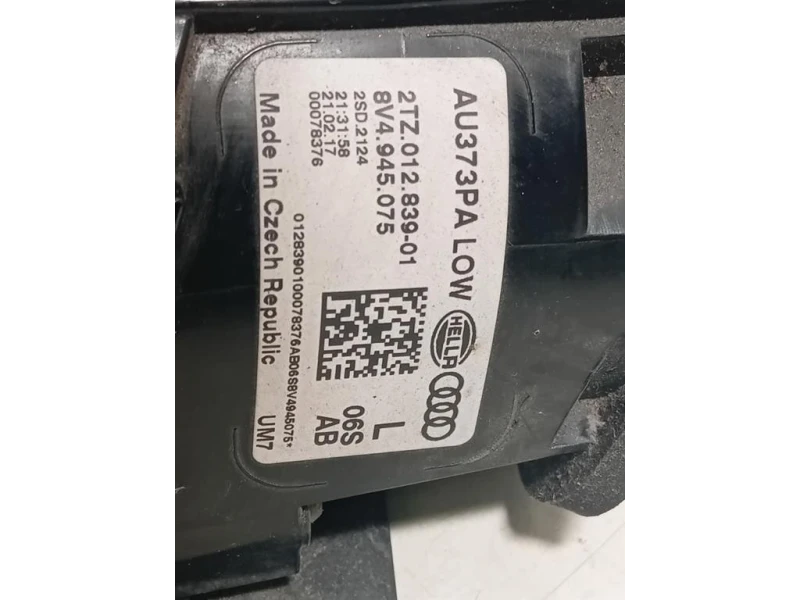 AU373PA LOW
HELLA
2TZ.012.839-01
8V4.945.075
L
2SD.2124
21:31:58
21.02.17
00078376
06S
AB
0128390100078376AB06S8V4945075*
Made in Czech Republic
UM7